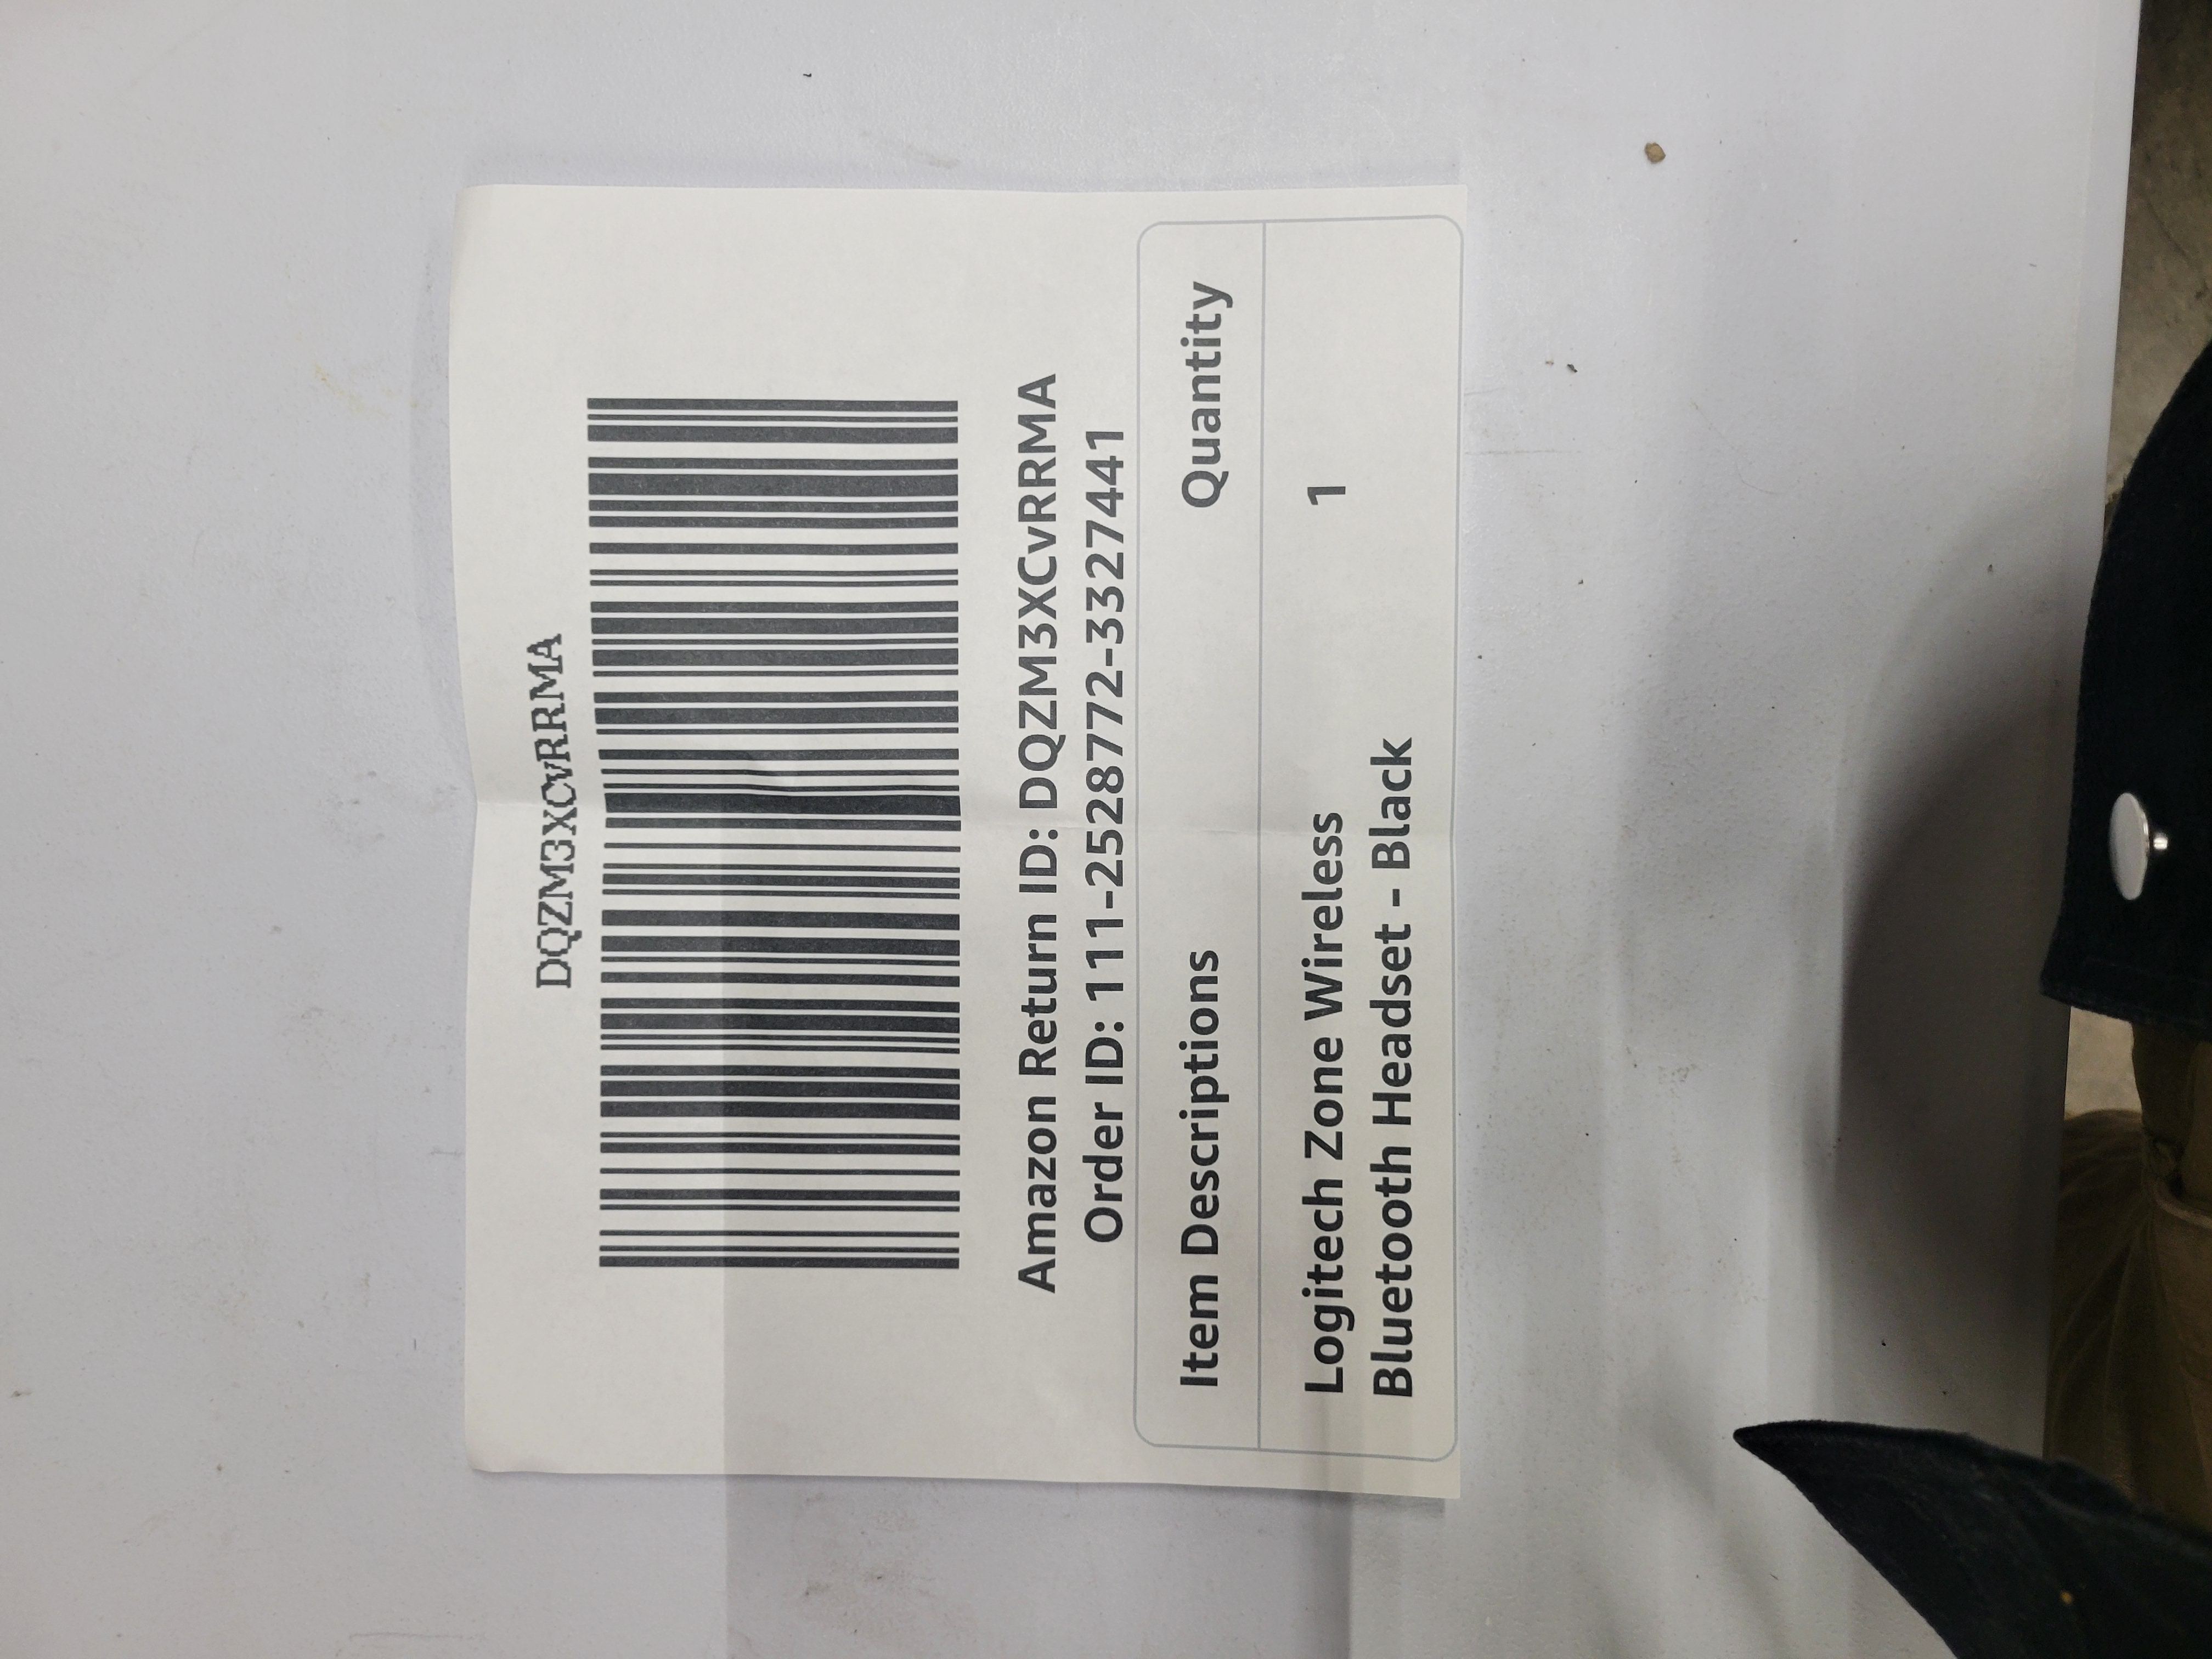 DQZM3XCvRRMA
Amazon Return ID: DQZM3XCvRRMA
Order ID: 111-2528772-3327441
Item Descriptions Quantity
Logitech Zone Wireless 1
Bluetooth Headset - Black